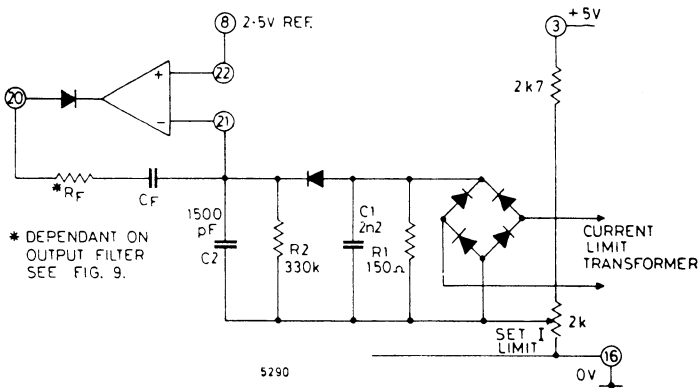 8 2·5V REF.
3 +5V
22
20
+
−
21
2k7
*RF
CF
1500
pF
C2
R2
330k
C1
2n2
R1
150Ω
CURRENT
LIMIT
TRANSFORMER
* DEPENDANT ON
OUTPUT FILTER
SEE FIG. 9.
SET I
LIMIT
2k
5290
16
0V